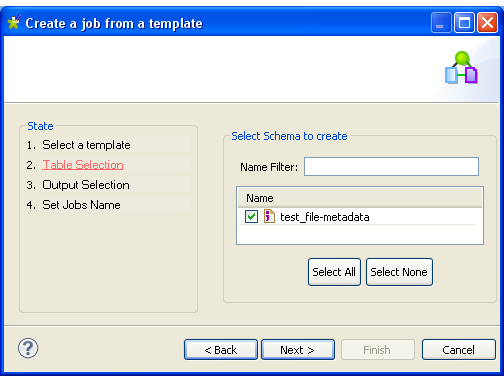 Create a job from a template
State
1. Select a template
2. Table Selection
3. Output Selection
4. Set Jobs Name
Select Schema to create
Name Filter:
Name
test_file-metadata
Select All Select None
? < Back Next > Finish Cancel